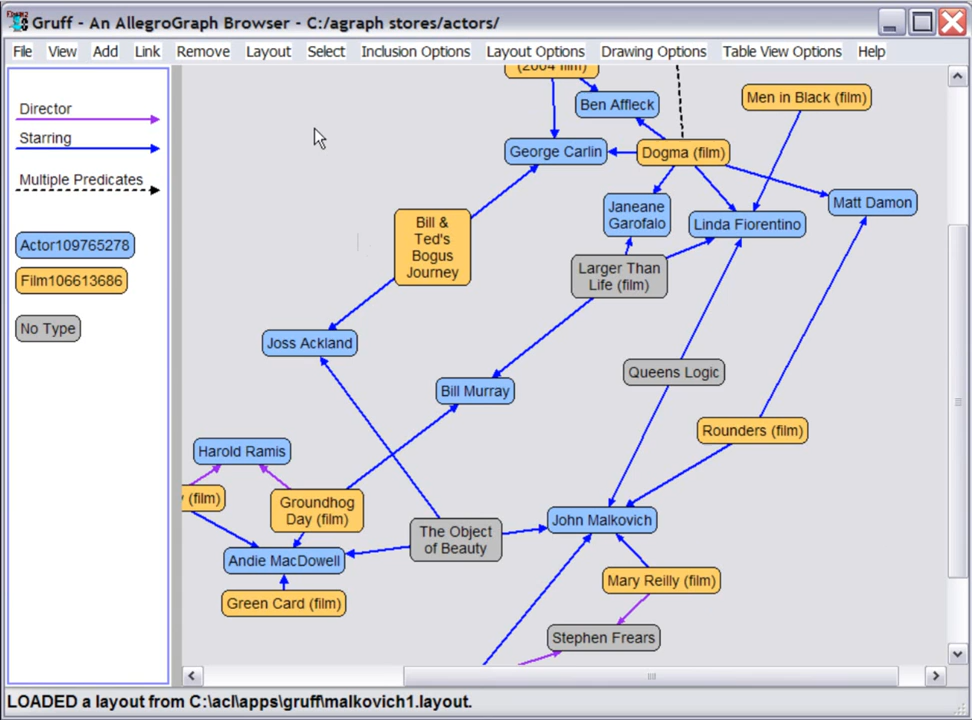 Gruff - An AllegroGraph Browser - C:/agraph stores/actors/
File View Add Link Remove Layout Select Inclusion Options Layout Options Drawing Options Table View Options Help
Director
Starring
Multiple Predicates
Actor109765278
Film106613686
No Type
(2004 film)
Ben Affleck
Men in Black (film)
George Carlin
Dogma (film)
Matt Damon
Janeane
Garofalo
Linda Fiorentino
Bill &
Ted's
Bogus
Journey
Larger Than
Life (film)
Joss Ackland
Queens Logic
Bill Murray
Rounders (film)
Harold Ramis
(film)
Groundhog
Day (film)
The Object
of Beauty
John Malkovich
Andie MacDowell
Mary Reilly (film)
Green Card (film)
Stephen Frears
LOADED a layout from C:\acl\apps\gruff\malkovich1.layout.